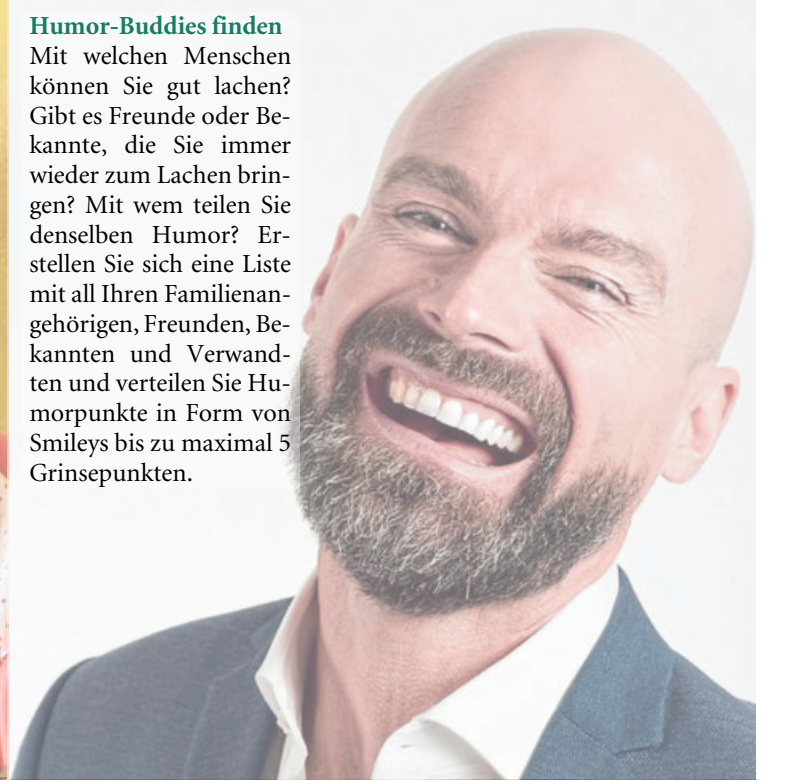 Humor-Buddies finden
Mit welchen Menschen
können Sie gut lachen?
Gibt es Freunde oder Be-
kannte, die Sie immer
wieder zum Lachen brin-
gen? Mit wem teilen Sie
denselben Humor? Er-
stellen Sie sich eine Liste
mit all Ihren Familienan-
gehörigen, Freunden, Be-
kannten und Verwand-
ten und verteilen Sie Hu-
morpunkte in Form von
Smileys bis zu maximal 5
Grinsepunkten.